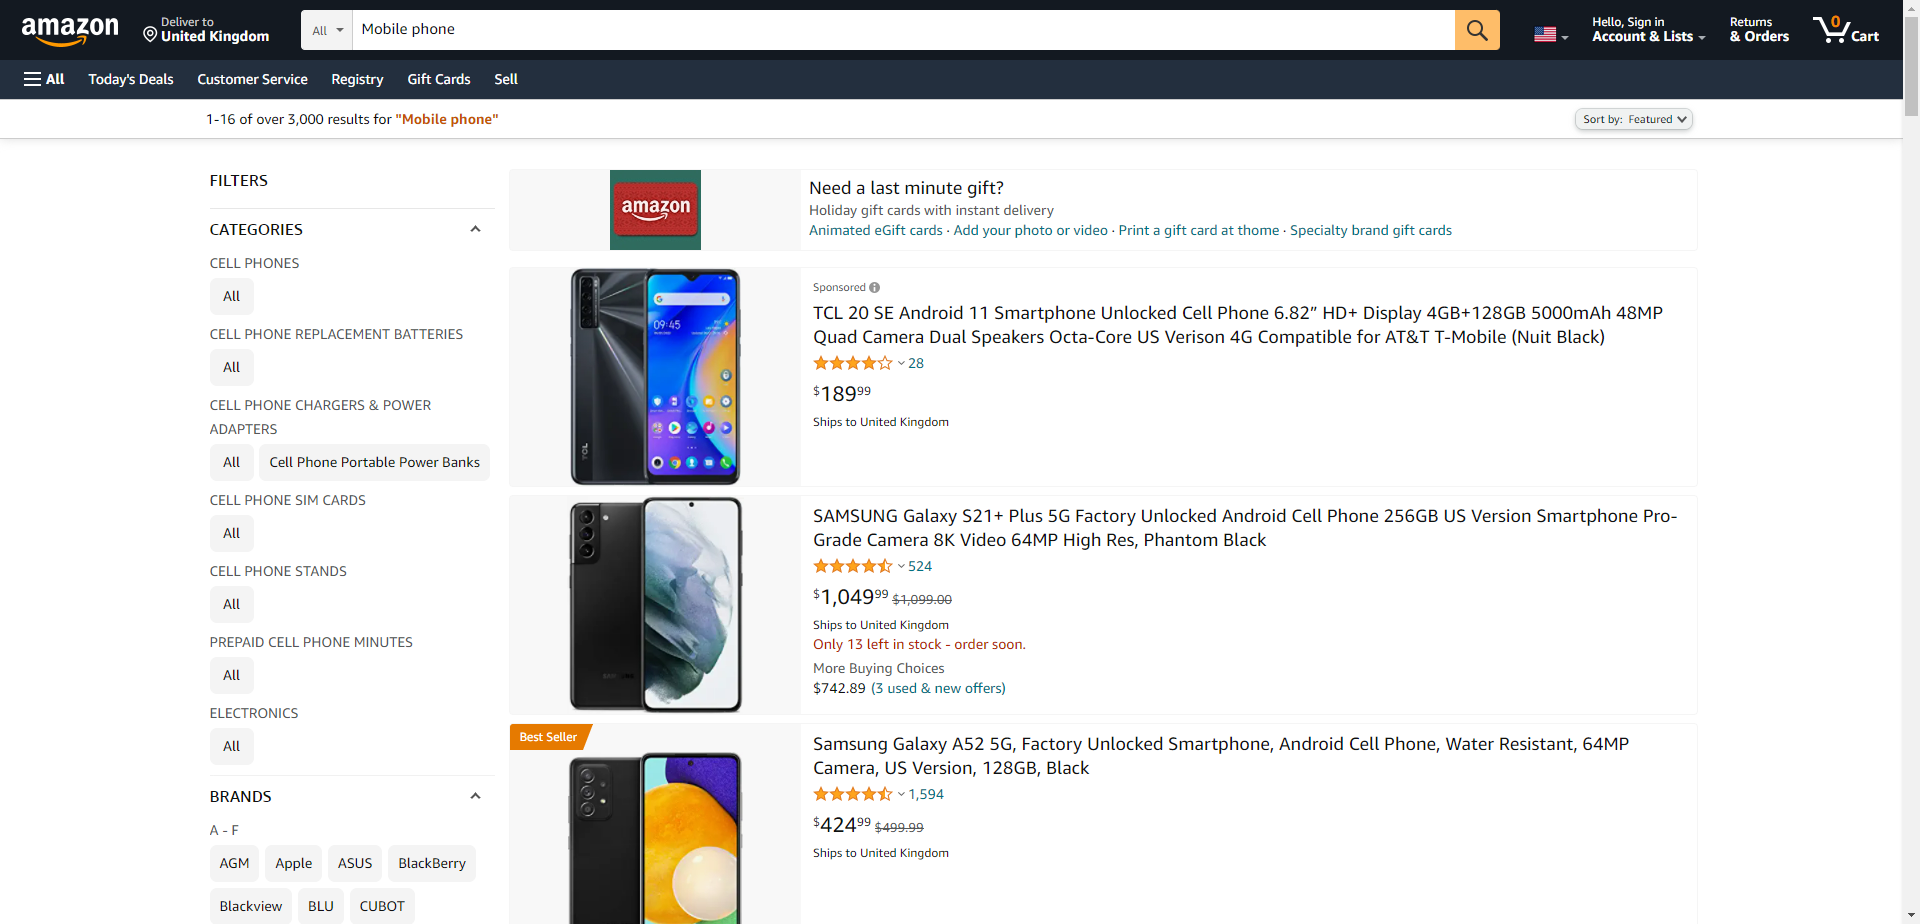 amazon
Deliver to
United Kingdom
All
Mobile phone
Hello, Sign in
Account & Lists
Returns
& Orders
0
Cart
All
Today's Deals
Customer Service
Registry
Gift Cards
Sell
1-16 of over 3,000 results for "Mobile phone"
Sort by: Featured
FILTERS
CATEGORIES
CELL PHONES
All
CELL PHONE REPLACEMENT BATTERIES
All
CELL PHONE CHARGERS & POWER
ADAPTERS
All
Cell Phone Portable Power Banks
CELL PHONE SIM CARDS
All
CELL PHONE STANDS
All
PREPAID CELL PHONE MINUTES
All
ELECTRONICS
All
BRANDS
A - F
AGM
Apple
ASUS
BlackBerry
Blackview
BLU
CUBOT
amazon
Need a last minute gift?
Holiday gift cards with instant delivery
Animated eGift cards · Add your photo or video · Print a gift card at thome · Specialty brand gift cards
09:45
TCL
Sponsored
TCL 20 SE Android 11 Smartphone Unlocked Cell Phone 6.82” HD+ Display 4GB+128GB 5000mAh 48MP
Quad Camera Dual Speakers Octa-Core US Verison 4G Compatible for AT&T T-Mobile (Nuit Black)
28
$18999
Ships to United Kingdom
SAMSUNG
SAMSUNG Galaxy S21+ Plus 5G Factory Unlocked Android Cell Phone 256GB US Version Smartphone Pro-
Grade Camera 8K Video 64MP High Res, Phantom Black
524
$1,04999 $1,099.00
Ships to United Kingdom
Only 13 left in stock - order soon.
More Buying Choices
$742.89 (3 used & new offers)
Best Seller
Samsung Galaxy A52 5G, Factory Unlocked Smartphone, Android Cell Phone, Water Resistant, 64MP
Camera, US Version, 128GB, Black
1,594
$42499 $499.99
Ships to United Kingdom